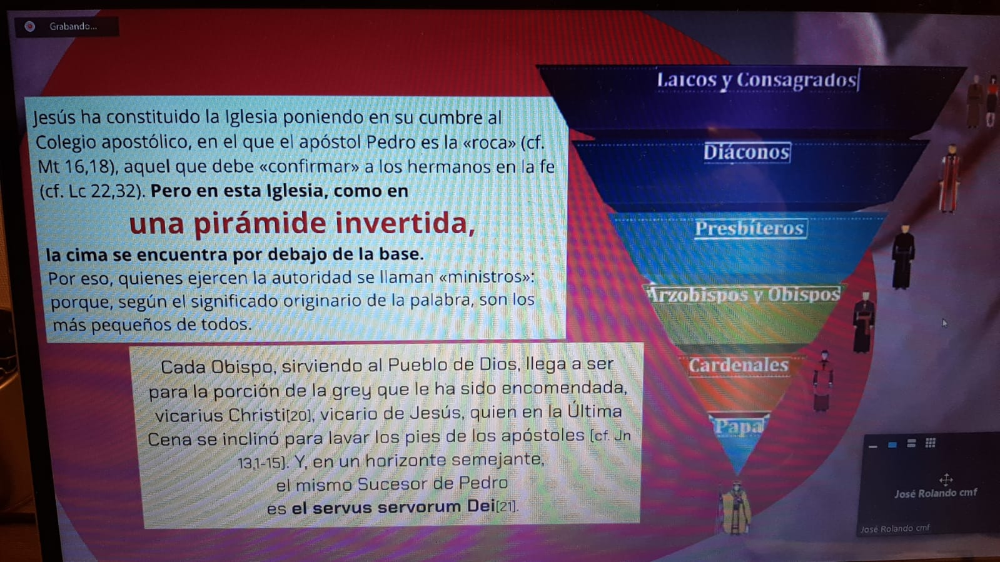 Grabando...
Jesús ha constituido la Iglesia poniendo en su cumbre al
Colegio apostólico, en el que el apóstol Pedro es la «roca» (cf.
Mt 16,18), aquel que debe «confirmar» a los hermanos en la fe
(cf. Lc 22,32). Pero en esta Iglesia, como en
una pirámide invertida,
la cima se encuentra por debajo de la base.
Por eso, quienes ejercen la autoridad se llaman «ministros»:
porque, según el significado originario de la palabra, son los
más pequeños de todos.
Cada Obispo, sirviendo al Pueblo de Dios, llega a ser
para la porción de la grey que le ha sido encomendada,
vicarius Christi[20], vicario de Jesús, quien en la Última
Cena se inclinó para lavar los pies de los apóstoles (cf. Jn
13,1-15). Y, en un horizonte semejante,
el mismo Sucesor de Pedro
es el servus servorum Dei[21].
Laicos y Consagrados
Diáconos
Presbíteros
Arzobispos y Obispos
Cardenales
Papa
José Rolando cmf
José Rolando cmf